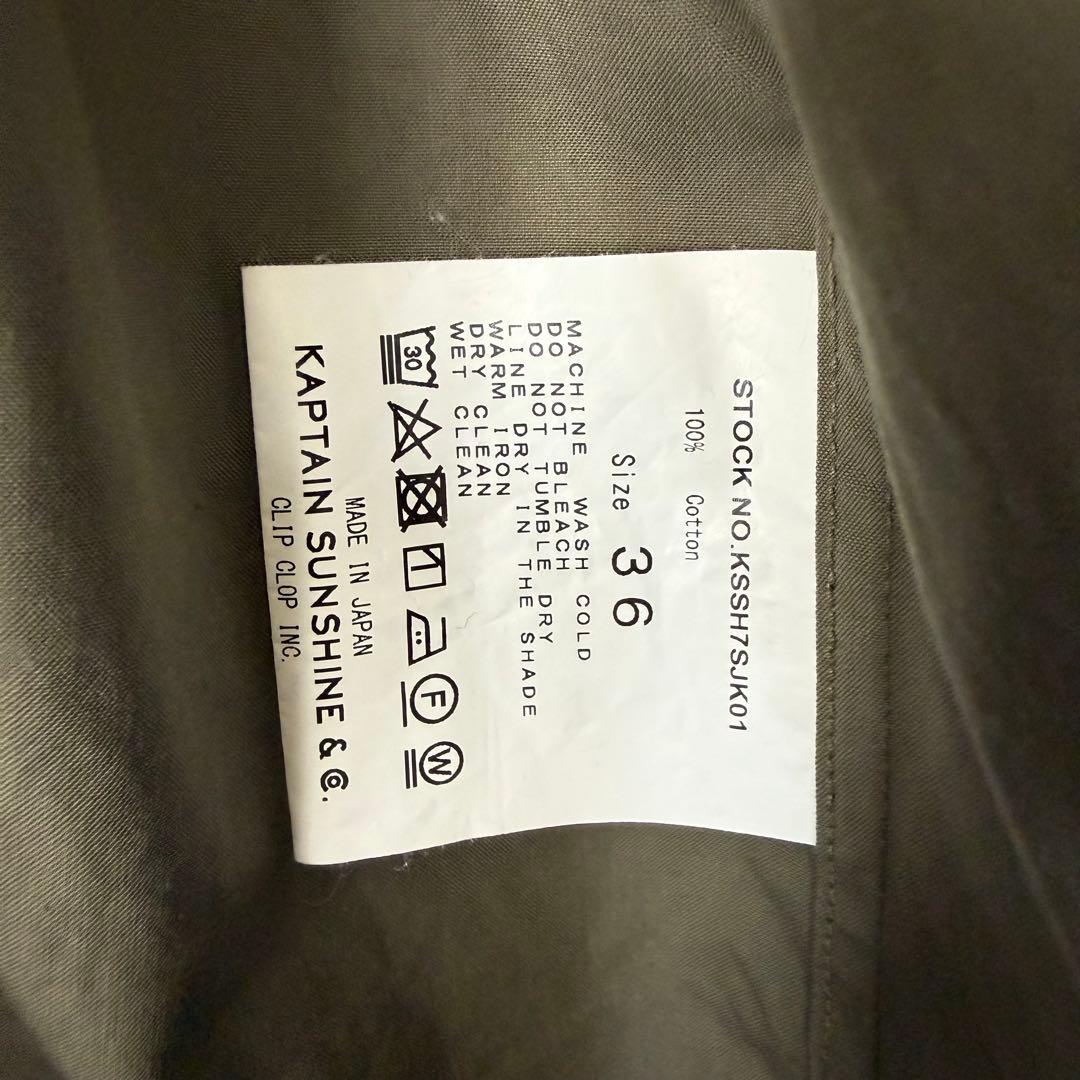 STOCK NO.KSSH7SJK01
100% Cotton
Size 36
MACHINE WASH COLD
DO NOT BLEACH
DO NOT TUMBLE DRY
LINE DRY IN THE SHADE
WARM IRON
DRY CLEAN
WET CLEAN
30 F W
MADE IN JAPAN
KAPTAIN SUNSHINE & Co.
CLIP CLOP INC.